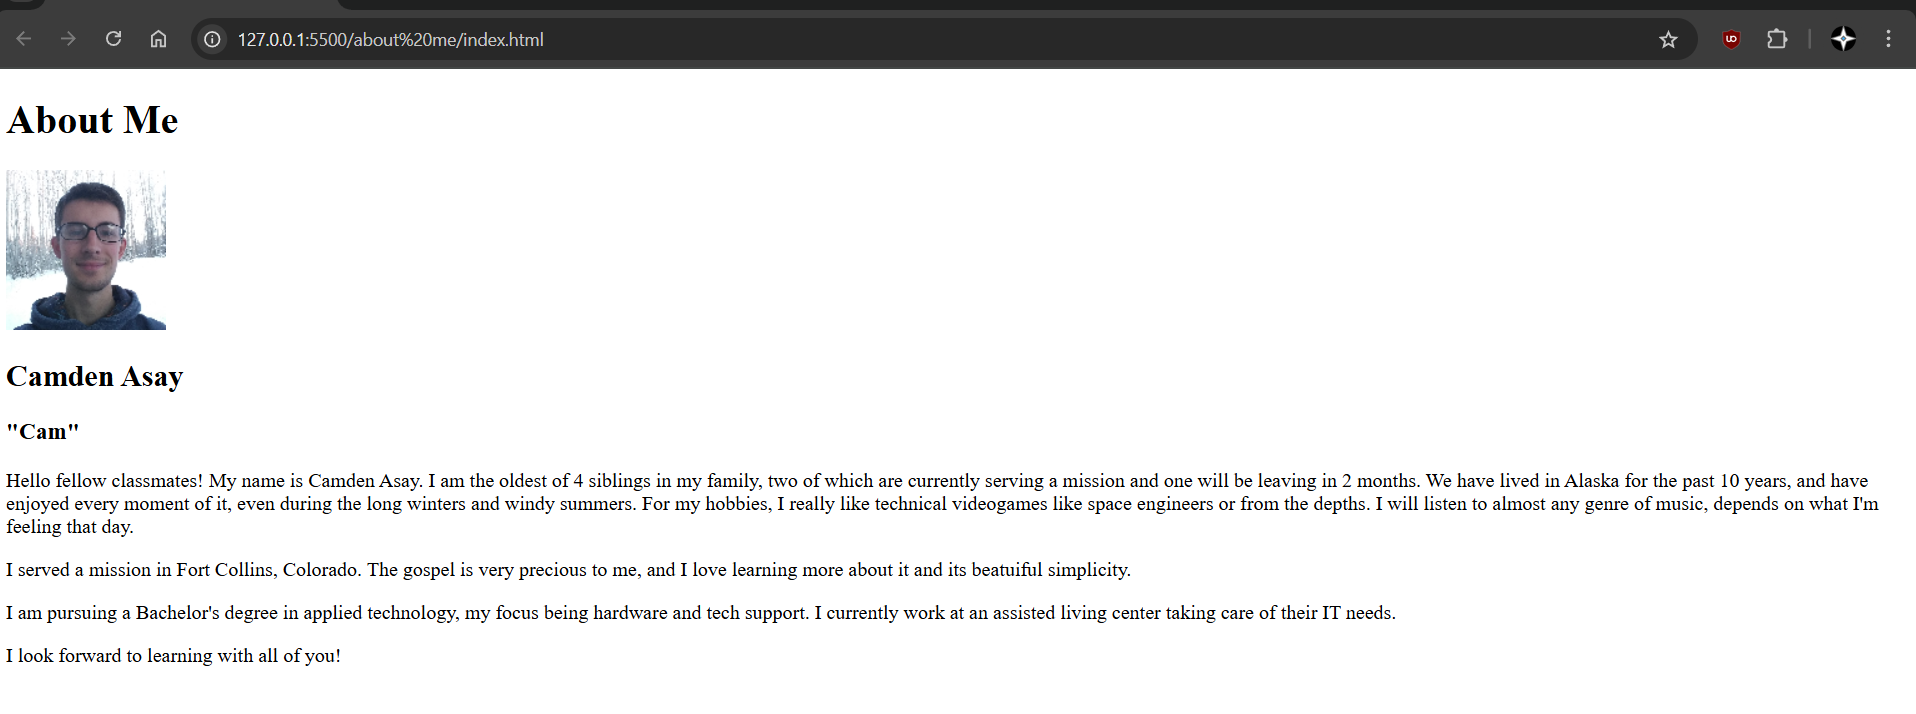 127.0.0.1:5500/about%20me/index.html
About Me
Camden Asay
"Cam"
Hello fellow classmates! My name is Camden Asay. I am the oldest of 4 siblings in my family, two of which are currently serving a mission and one will be leaving in 2 months. We have lived in Alaska for the past 10 years, and have
enjoyed every moment of it, even during the long winters and windy summers. For my hobbies, I really like technical videogames like space engineers or from the depths. I will listen to almost any genre of music, depends on what I'm
feeling that day.
I served a mission in Fort Collins, Colorado. The gospel is very precious to me, and I love learning more about it and its beatuiful simplicity.
I am pursuing a Bachelor's degree in applied technology, my focus being hardware and tech support. I currently work at an assisted living center taking care of their IT needs.
I look forward to learning with all of you!